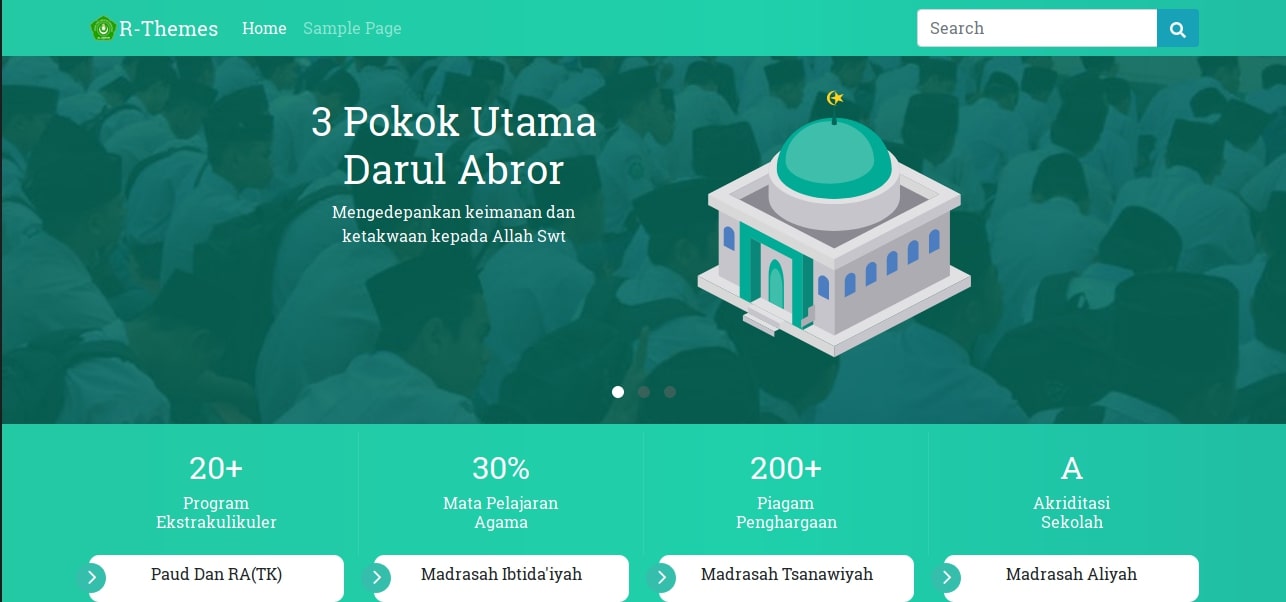 R-Themes Home Sample Page Search
3 Pokok Utama
Darul Abror
Mengedepankan keimanan dan
ketakwaan kepada Allah Swt
20+
Program
Ekstrakulikuler
30%
Mata Pelajaran
Agama
200+
Piagam
Penghargaan
A
Akriditasi
Sekolah
Paud Dan RA(TK)
Madrasah Ibtida'iyah
Madrasah Tsanawiyah
Madrasah Aliyah